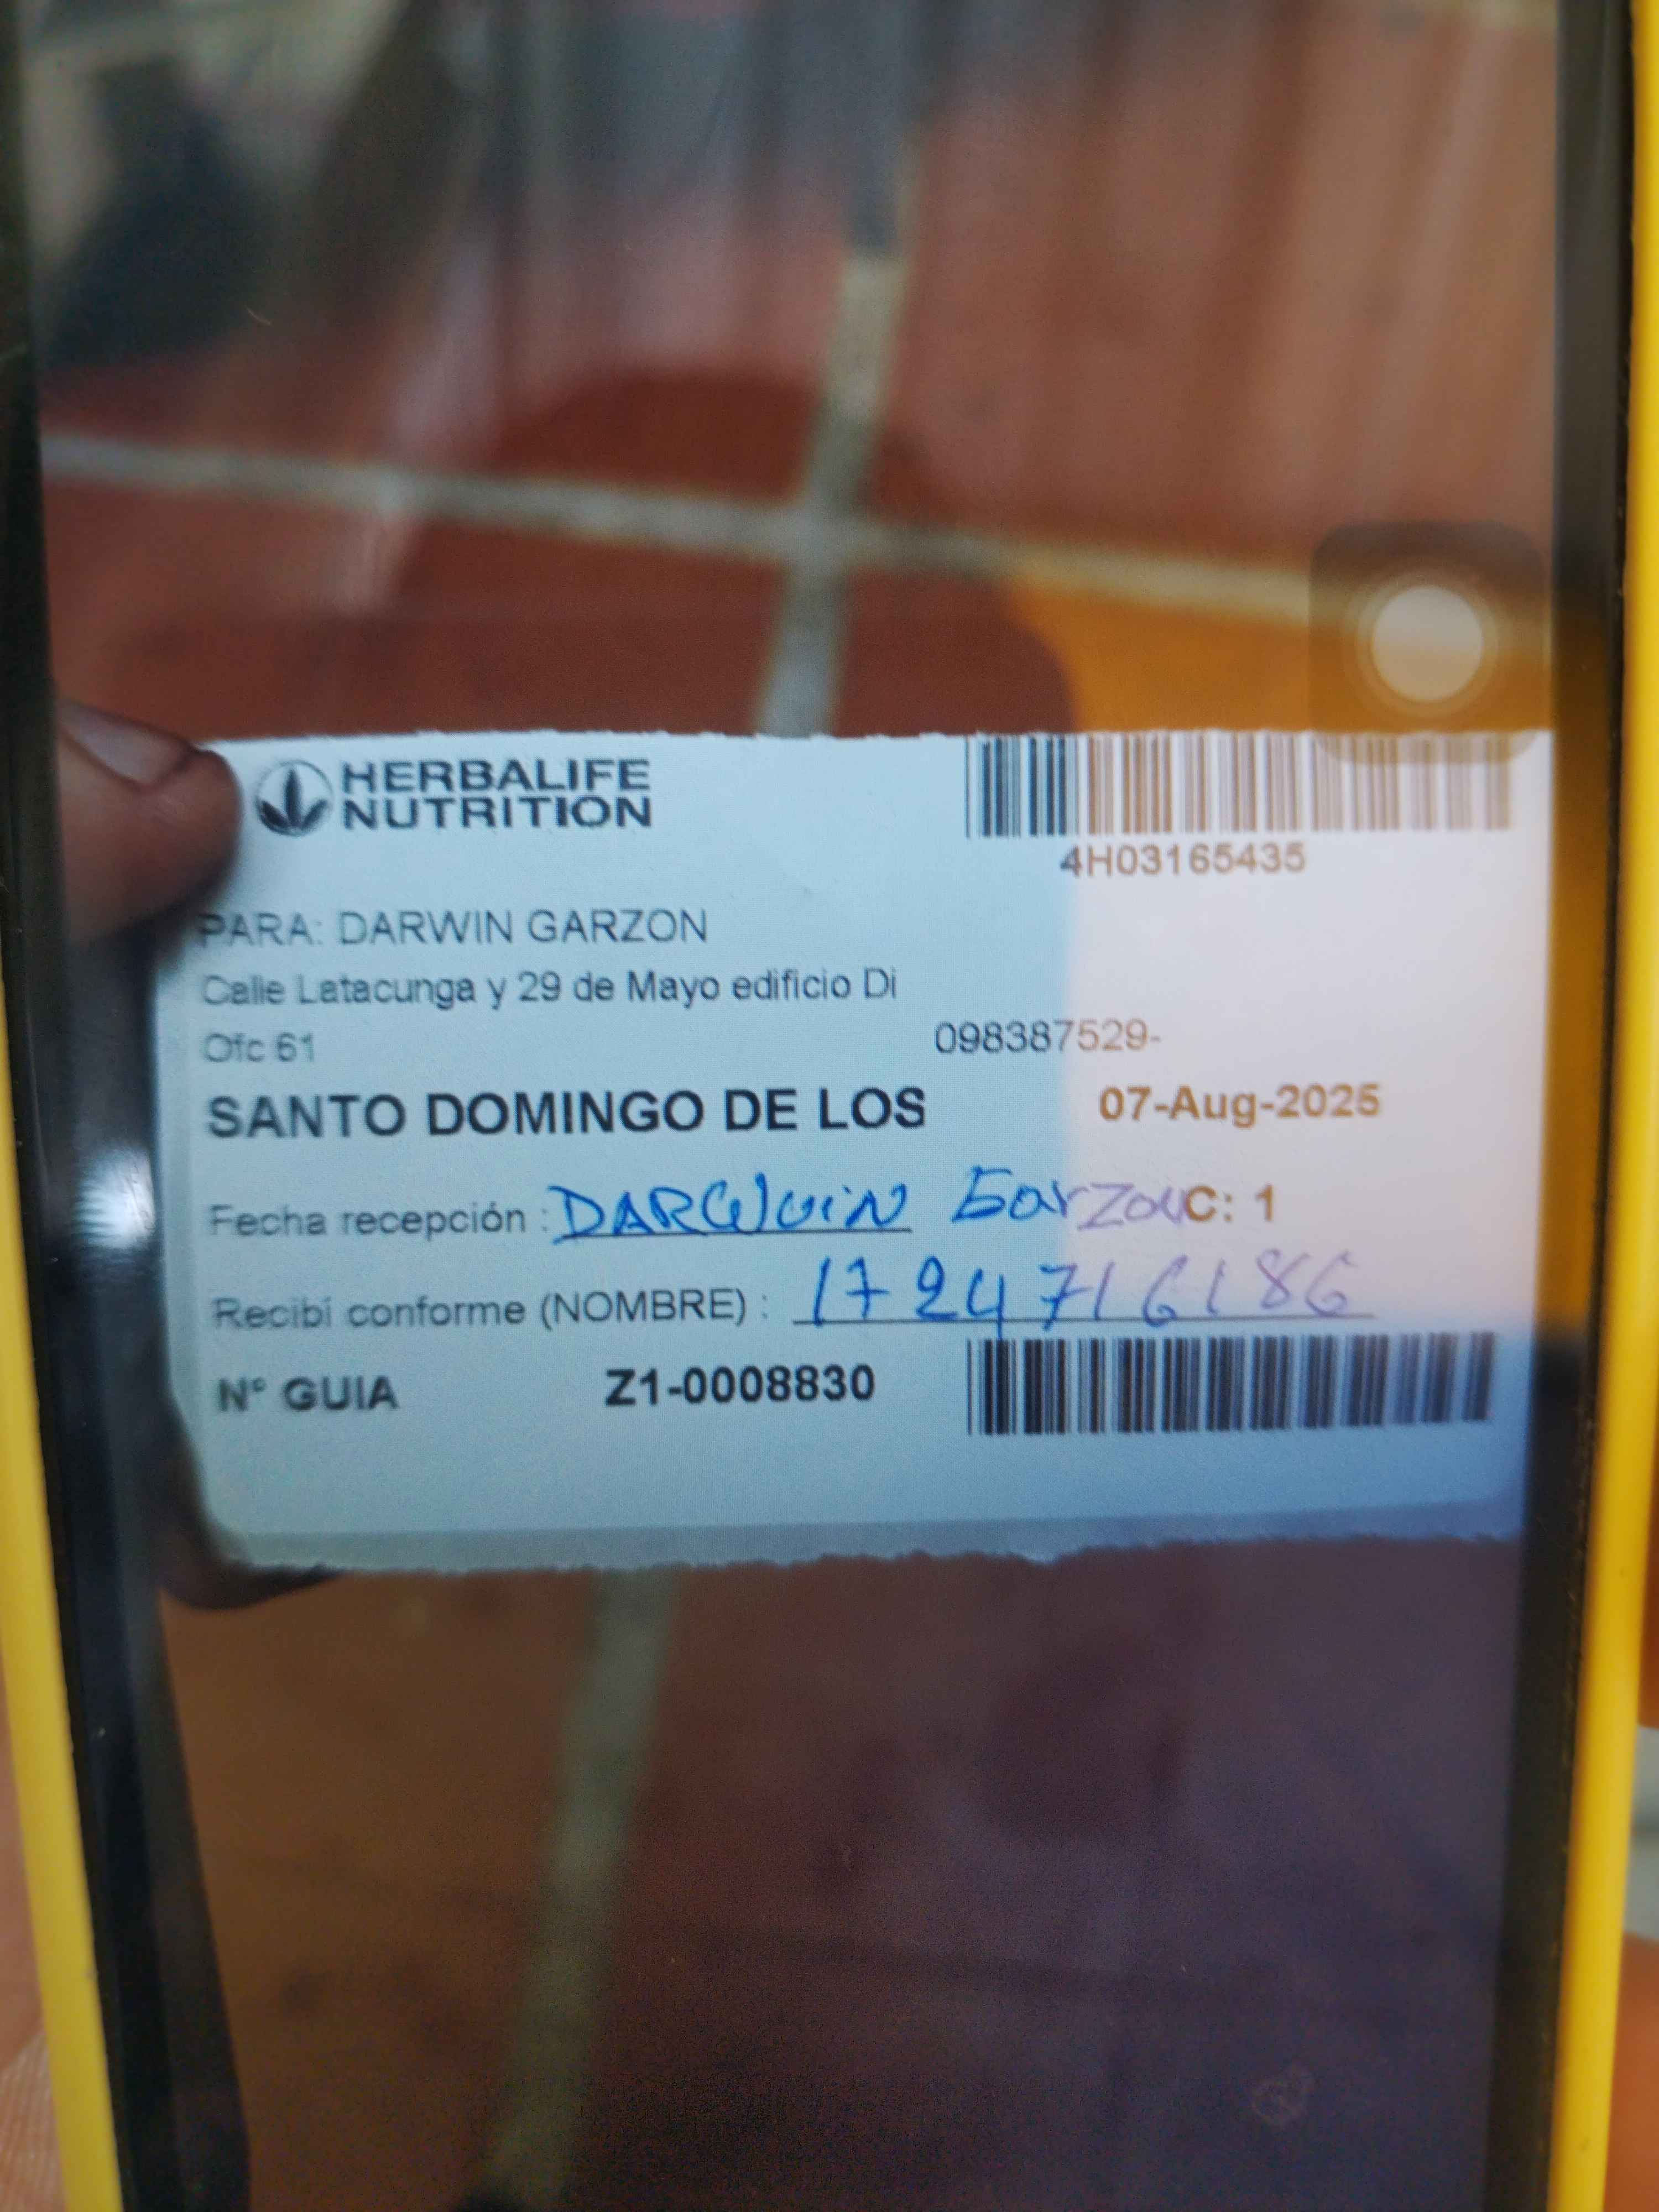 HERBALIFE
NUTRITION
4H03165435
PARA: DARWIN GARZON
Calle Latacunga y 29 de Mayo edificio Di
Ofc 61
098387529-
SANTO DOMINGO DE LOS 07-Aug-2025
Fecha recepción : DARWUIN Garzon C: 1
Recibí conforme (NOMBRE) : 1724716186
N° GUIA Z1-0008830